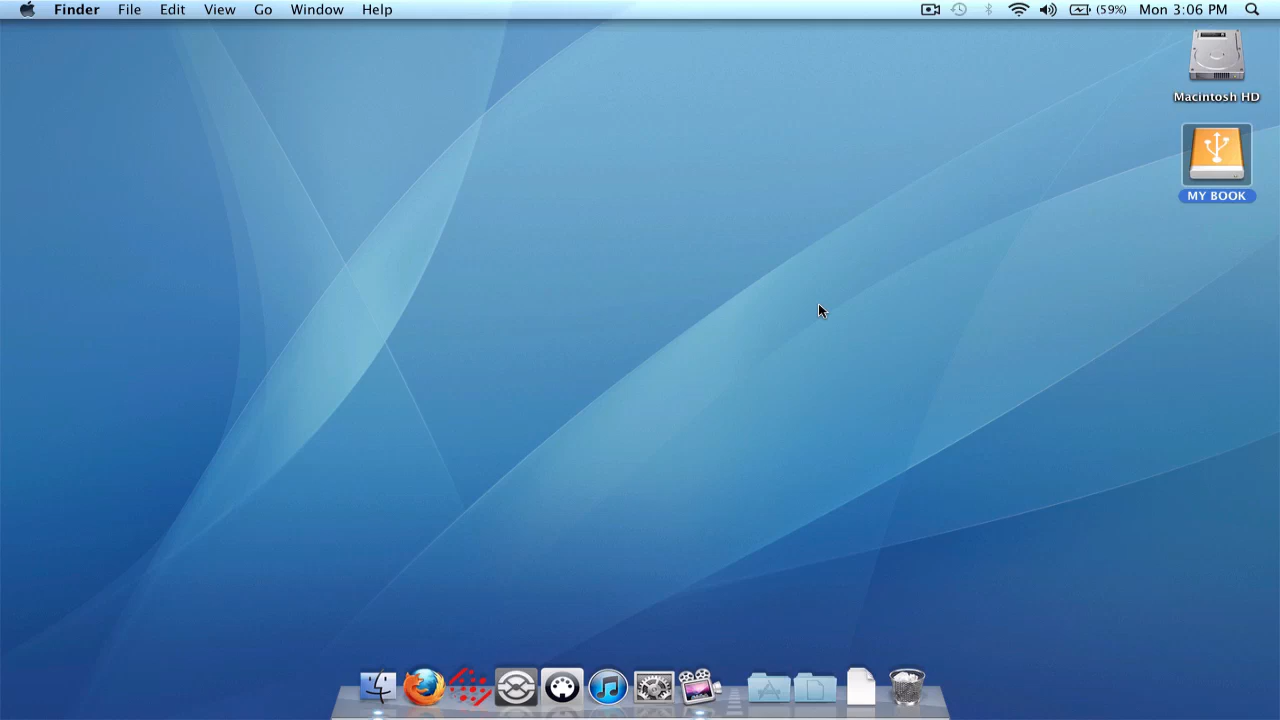 Finder File Edit View Go Window Help (59%) Mon 3:06 PM
Macintosh HD
MY BOOK